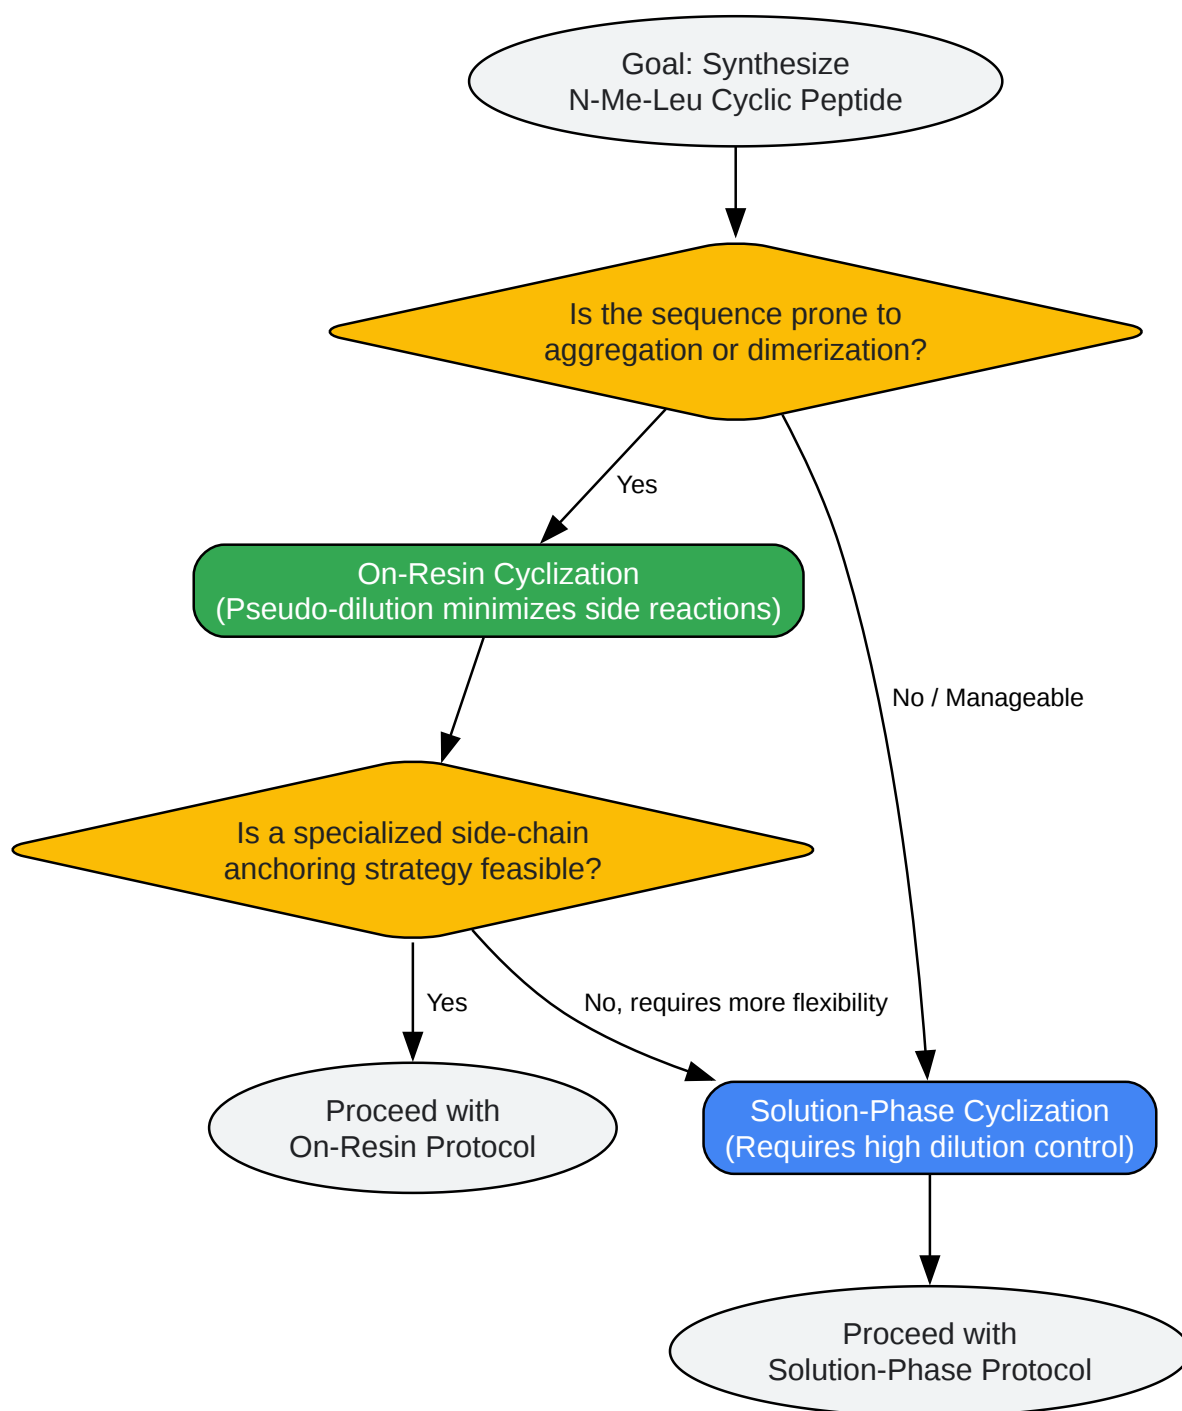 Goal: Synthesize
N-Me-Leu Cyclic Peptide
Is the sequence prone to
aggregation or dimerization?
Yes
On-Resin Cyclization
(Pseudo-dilution minimizes side reactions)
No / Manageable
Is a specialized side-chain
anchoring strategy feasible?
Yes
No, requires more flexibility
Proceed with
On-Resin Protocol
Solution-Phase Cyclization
(Requires high dilution control)
Proceed with
Solution-Phase Protocol